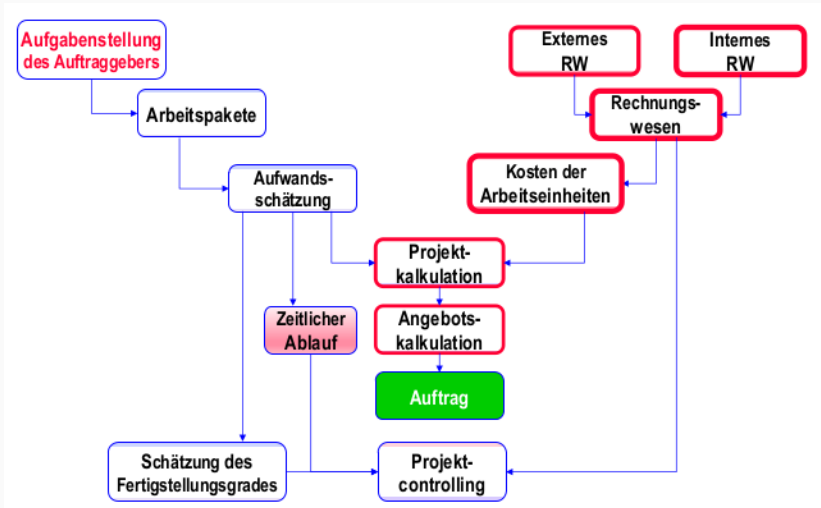 Aufgabenstellung
des Auftraggebers
Externes
RW
Internes
RW
Arbeitspakete
Rechnungs-
wesen
Aufwands-
schätzung
Kosten der
Arbeitseinheiten
Projekt-
kalkulation
Zeitlicher
Ablauf
Angebots-
kalkulation
Auftrag
Schätzung des
Fertigstellungsgrades
Projekt-
controlling